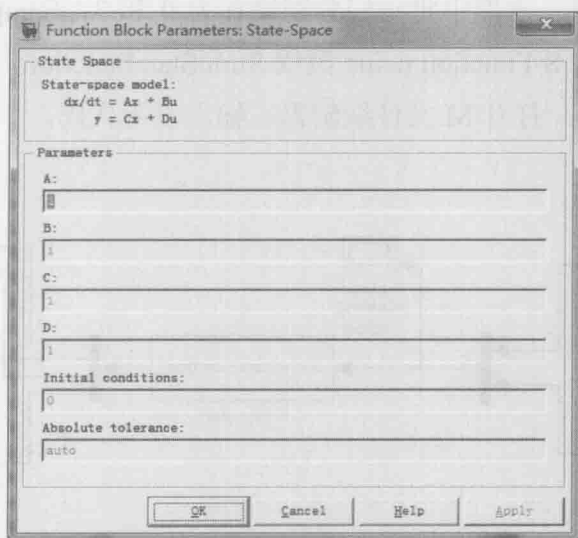 Function Block Parameters: State-Space
State Space
State-space model:
dx/dt = Ax + Bu
y = Cx + Du
Parameters
A:
B:
1
C:
1
D:
1
Initial conditions:
0
Absolute tolerance:
auto
OK
Cancel
Help
Apply